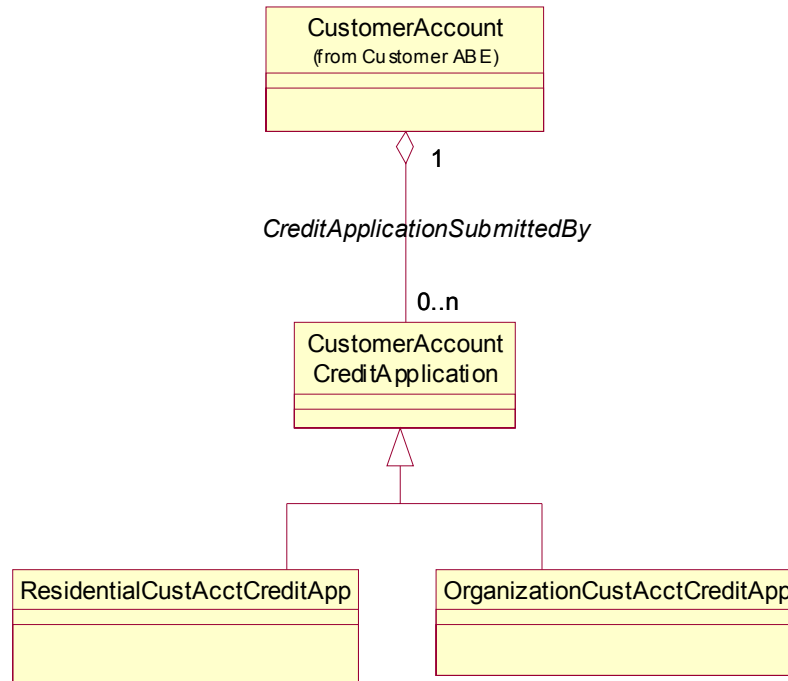 CustomerAccount
(from Customer ABE)
1
CreditApplicationSubmittedBy
0..n
CustomerAccount
CreditApplication
ResidentialCustAcctCreditApp
OrganizationCustAcctCreditApp